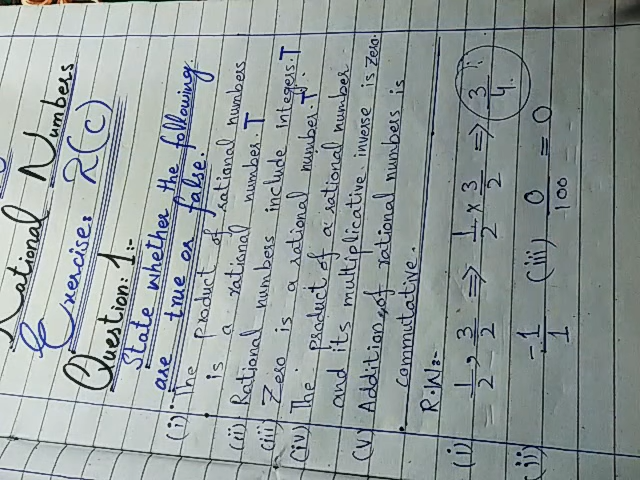 Rational Numbers
Exercise: 2(C)
Question: 1:-
State whether the following
are true or false.
(i). The product of rational numbers
is a rational number. T
(ii) Rational numbers include integers. T
(iii) Zero is a rational number. T.
(iv) The product of a rational number
and its multiplicative inverse is zero.
(v) Addition of rational numbers is
commutative.
R.W:-
(i) 1/2, 3/2 => 1/2 x 3/2 => 3/4.
(ii) -1/1 (iii) 0/100 = 0